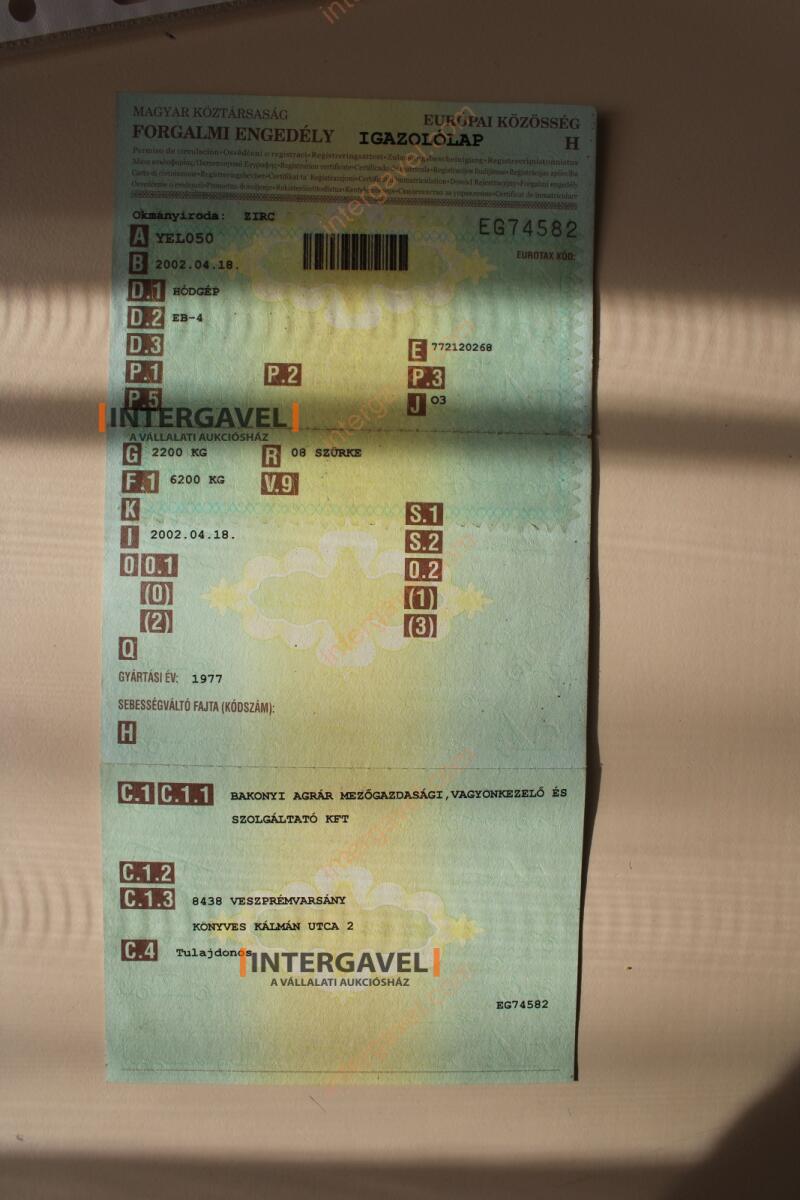 MAGYAR KÖZTÁRSASÁG
EURÓPAI KÖZÖSSÉG
FORGALMI ENGEDÉLY IGAZOLÓLAP H
Okmányiroda: ZIRC
EG74582
A YEL050
EUROTAX KÓD:
B 2002.04.18.
D.1 HÓDGÉP
D.2 EB-4
D.3 E 772120268
P.1 P.2 P.3
P.5 J 03
INTERGAVEL
A VÁLLALATI AUKCIÓSHÁZ
G 2200 KG R 08 SZÜRKE
F.1 6200 KG V.9
K S.1
I 2002.04.18. S.2
O O.1 O.2
(0) (1)
(2) (3)
Q
GYÁRTÁSI ÉV: 1977
SEBESSÉGVÁLTÓ FAJTA (KÓDSZÁM):
H
C.1 C.1.1 BAKONYI AGRÁR MEZŐGAZDASÁGI,VAGYONKEZELŐ ÉS
SZOLGÁLTATÓ KFT
C.1.2
C.1.3 8438 VESZPRÉMVARSÁNY
KÖNYVES KÁLMÁN UTCA 2
C.4 Tulajdonos
INTERGAVEL
A VÁLLALATI AUKCIÓSHÁZ
EG74582